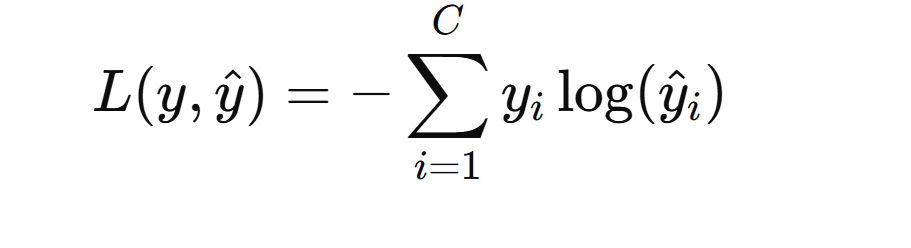 L(y, ŷ) = − ∑_{i=1}^{C} y_i log(ŷ_i)